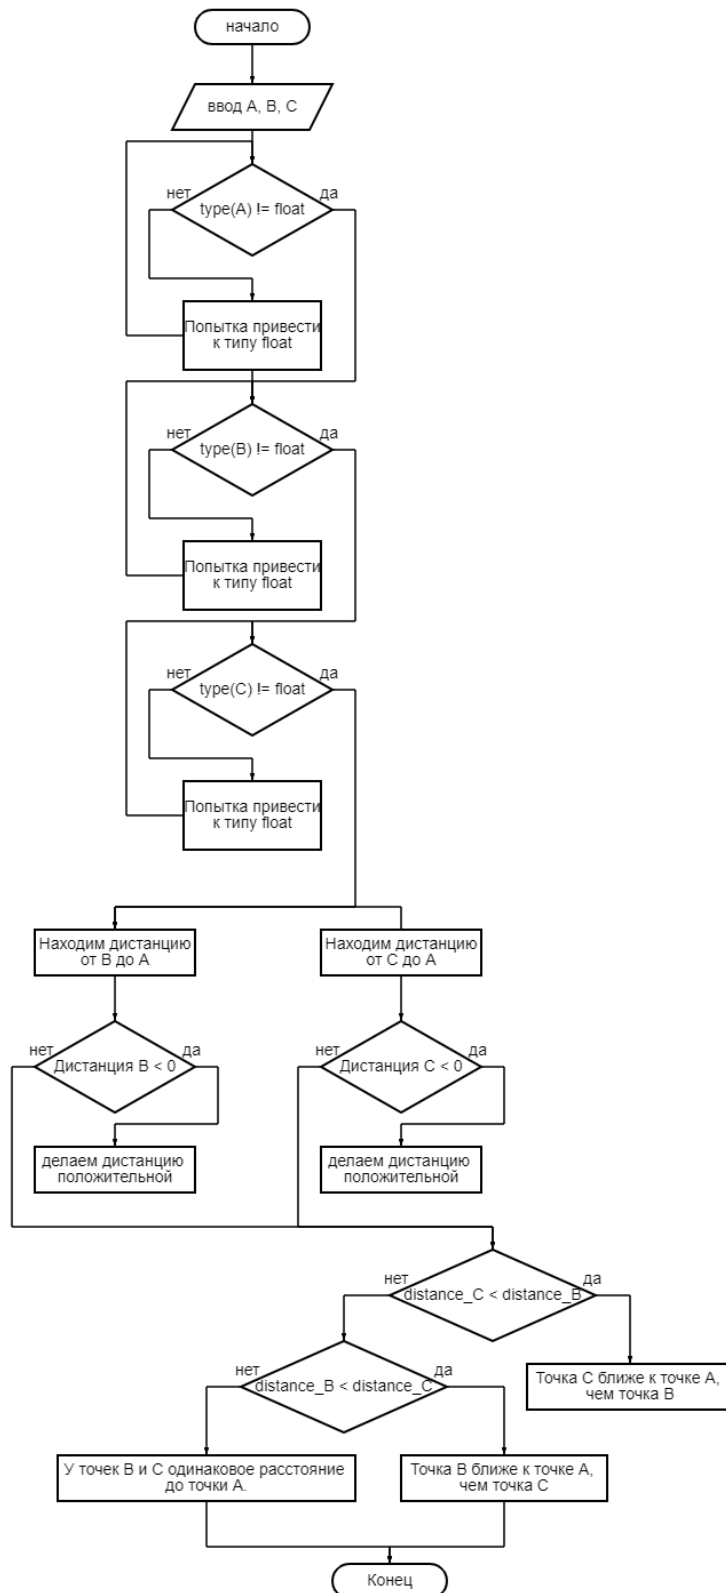 начало
ввод A, B, C
нет
да
type(A) != float
Попытка привести
к типу float
нет
да
type(B) != float
Попытка привести
к типу float
нет
да
type(C) != float
Попытка привести
к типу float
Находим дистанцию
от B до A
Находим дистанцию
от C до A
нет
да
Дистанция B < 0
нет
да
Дистанция C < 0
делаем дистанцию
положительной
делаем дистанцию
положительной
нет
да
distance_C < distance_B
нет
да
distance_B < distance_C
Точка C ближе к точке A,
чем точка B
У точек B и C одинаковое расстояние
до точки A.
Точка B ближе к точке A,
чем точка C
Конец